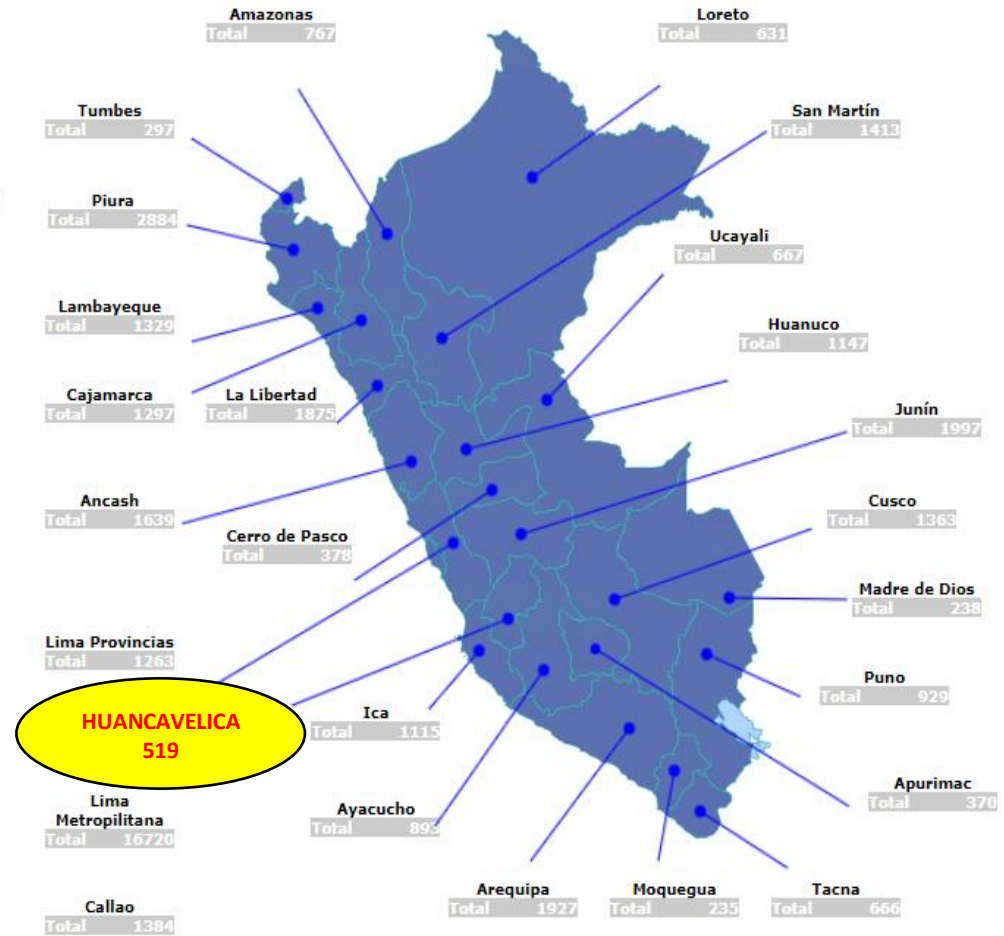 Amazonas
Total 767
Loreto
Total 631
Tumbes
Total 297
San Martín
Total 1413
Piura
Total 2884
Ucayali
Total 667
Lambayeque
Total 1329
Huanuco
Total 1147
Cajamarca
Total 1297
La Libertad
Total 1875
Junín
Total 1997
Ancash
Total 1639
Cusco
Total 1363
Cerro de Pasco
Total 378
Madre de Dios
Total 238
Lima Provincias
Total 1263
Puno
Total 929
HUANCAVELICA
519
Ica
Total 1115
Apurimac
Total 370
Lima
Metropilitana
Total 16720
Ayacucho
Total 893
Arequipa
Total 1927
Moquegua
Total 235
Tacna
Total 666
Callao
Total 1384